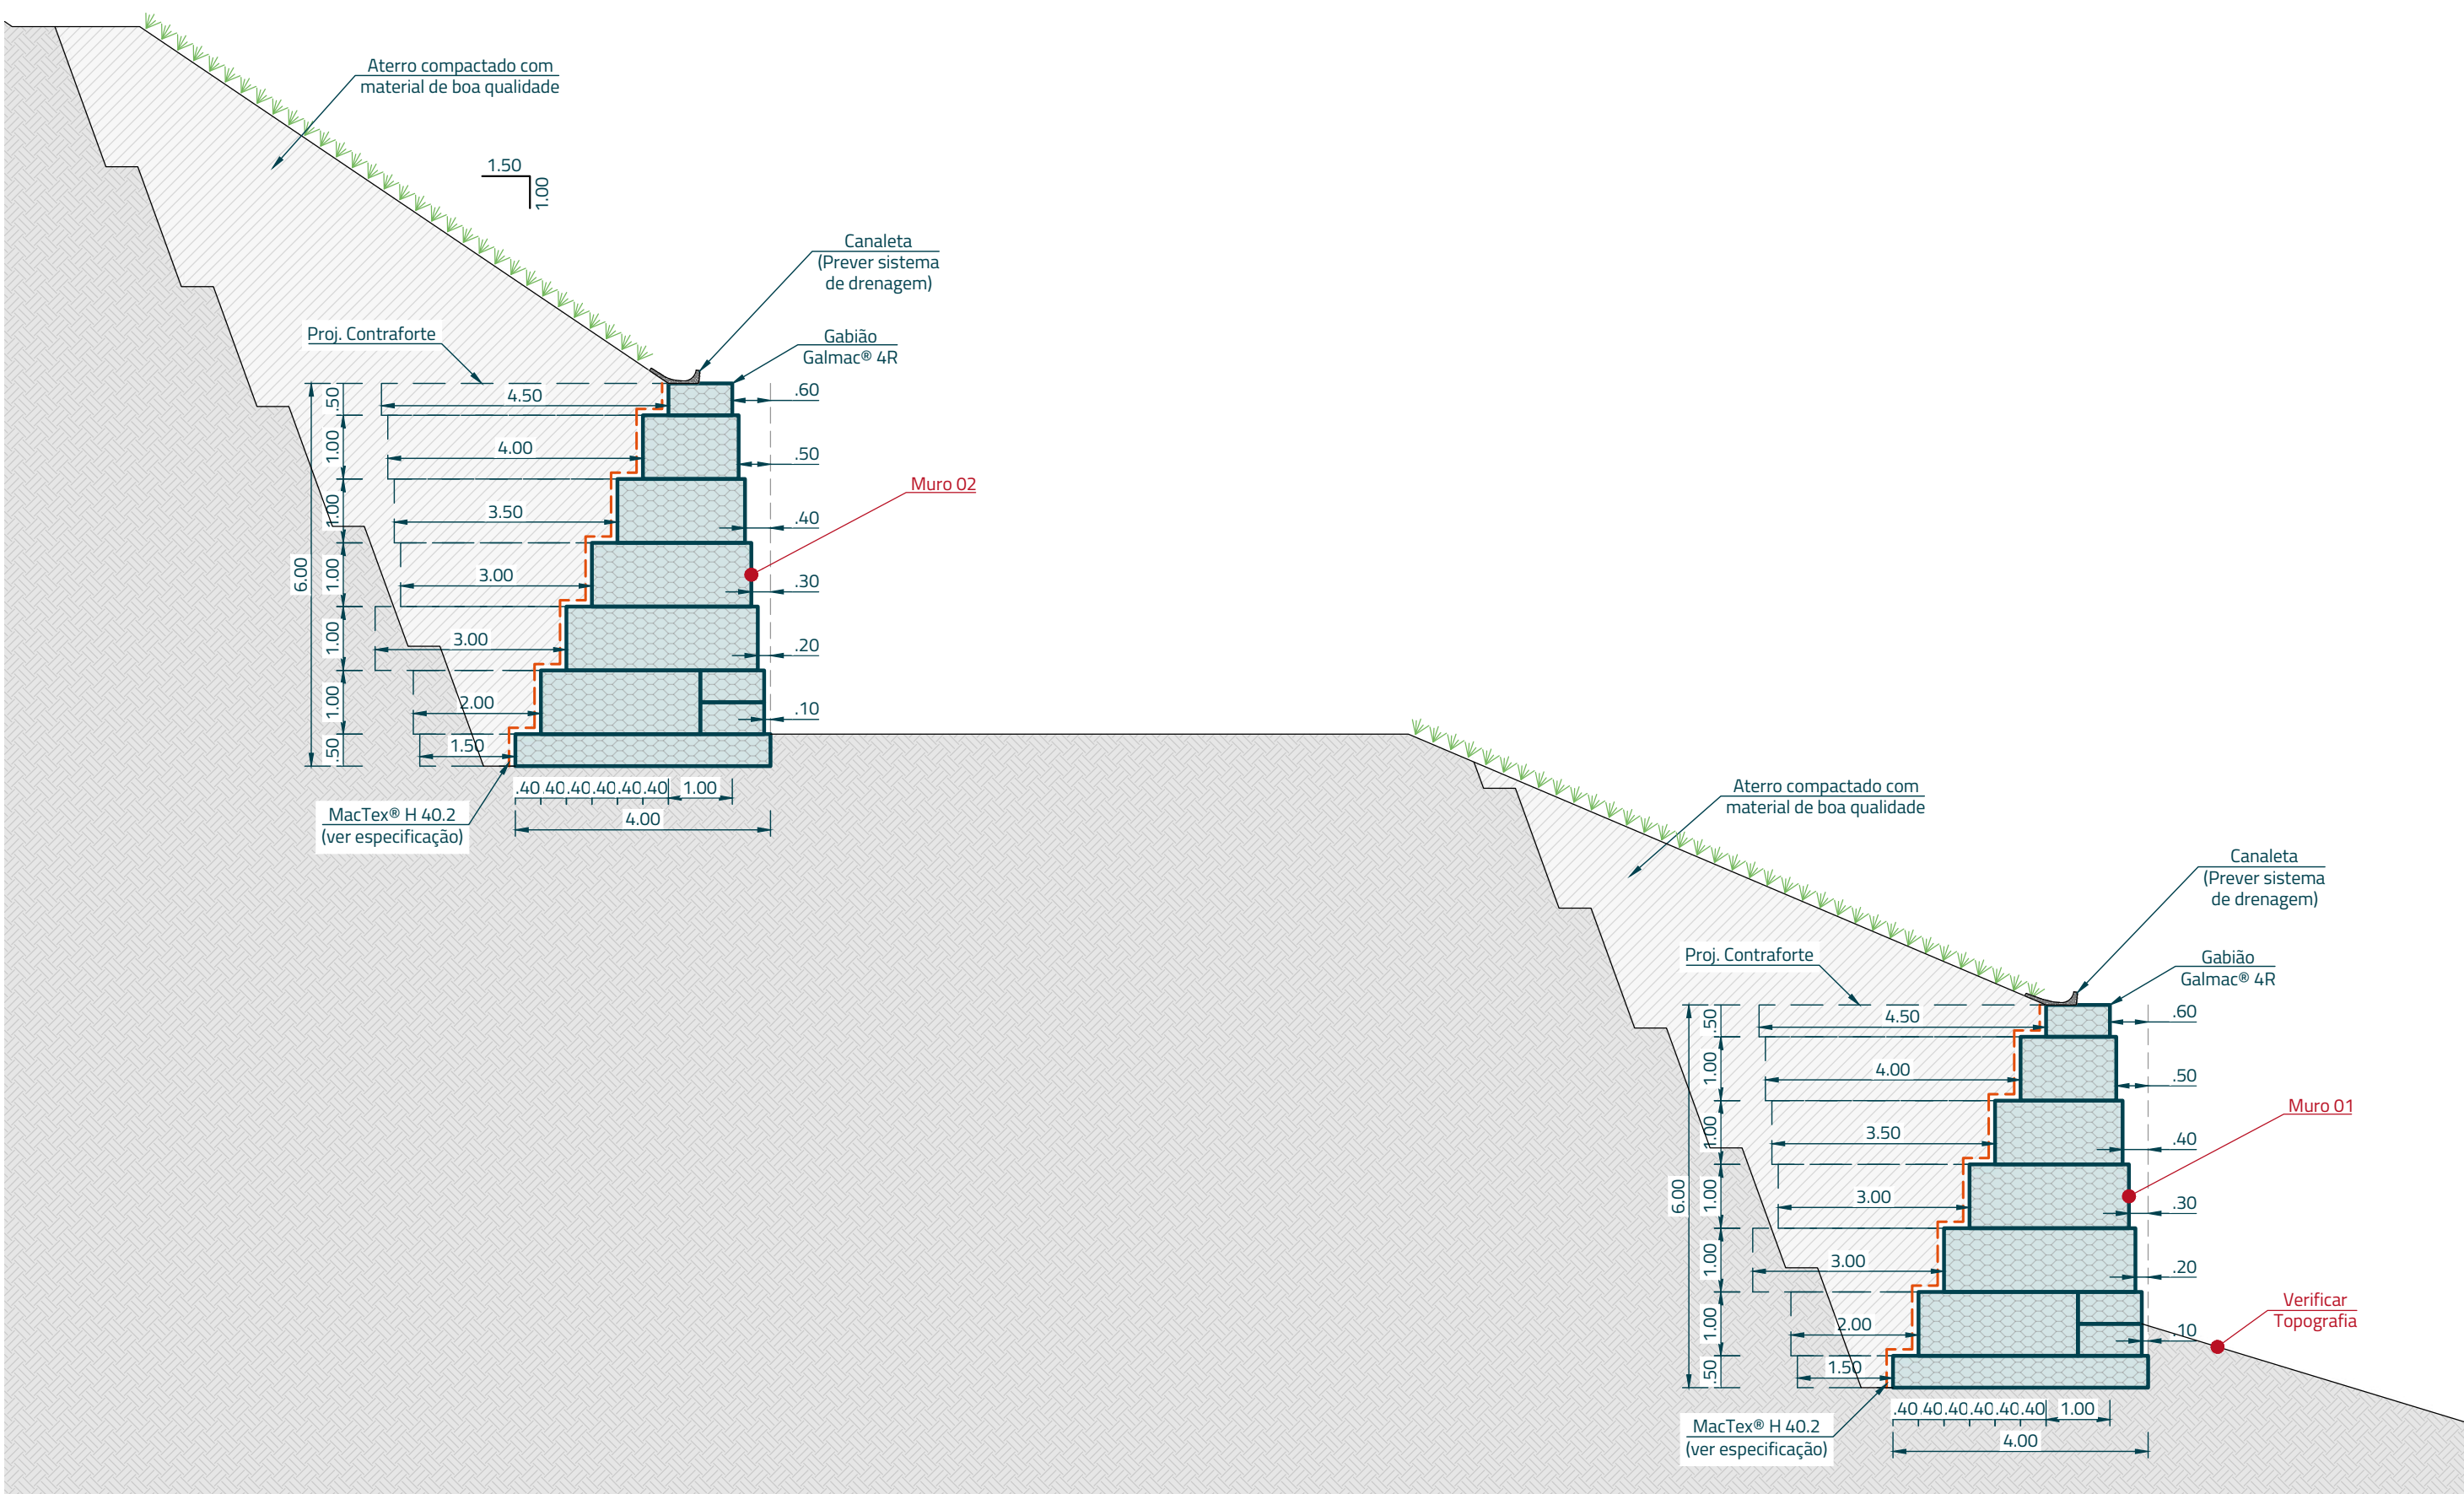 Aterro compactado com
material de boa qualidade
1.50
1.00
Canaleta
(Prever sistema
de drenagem)
Proj. Contraforte
Gabião
Galmac® 4R
.50
4.50
.60
1.00
4.00
.50
Muro 02
1.00
3.50
.40
6.00
1.00
3.00
.30
1.00
3.00
.20
1.00
2.00
.10
.50
1.50
.40 .40 .40 .40 .40 .40 1.00
4.00
MacTex® H 40.2
(ver especificação)
Aterro compactado com
material de boa qualidade
Canaleta
(Prever sistema
de drenagem)
Proj. Contraforte
Gabião
Galmac® 4R
.50
4.50
.60
1.00
4.00
.50
Muro 01
1.00
3.50
.40
6.00
1.00
3.00
.30
1.00
3.00
.20
Verificar
Topografia
1.00
2.00
.10
.50
1.50
.40 .40 .40 .40 .40 .40 1.00
4.00
MacTex® H 40.2
(ver especificação)